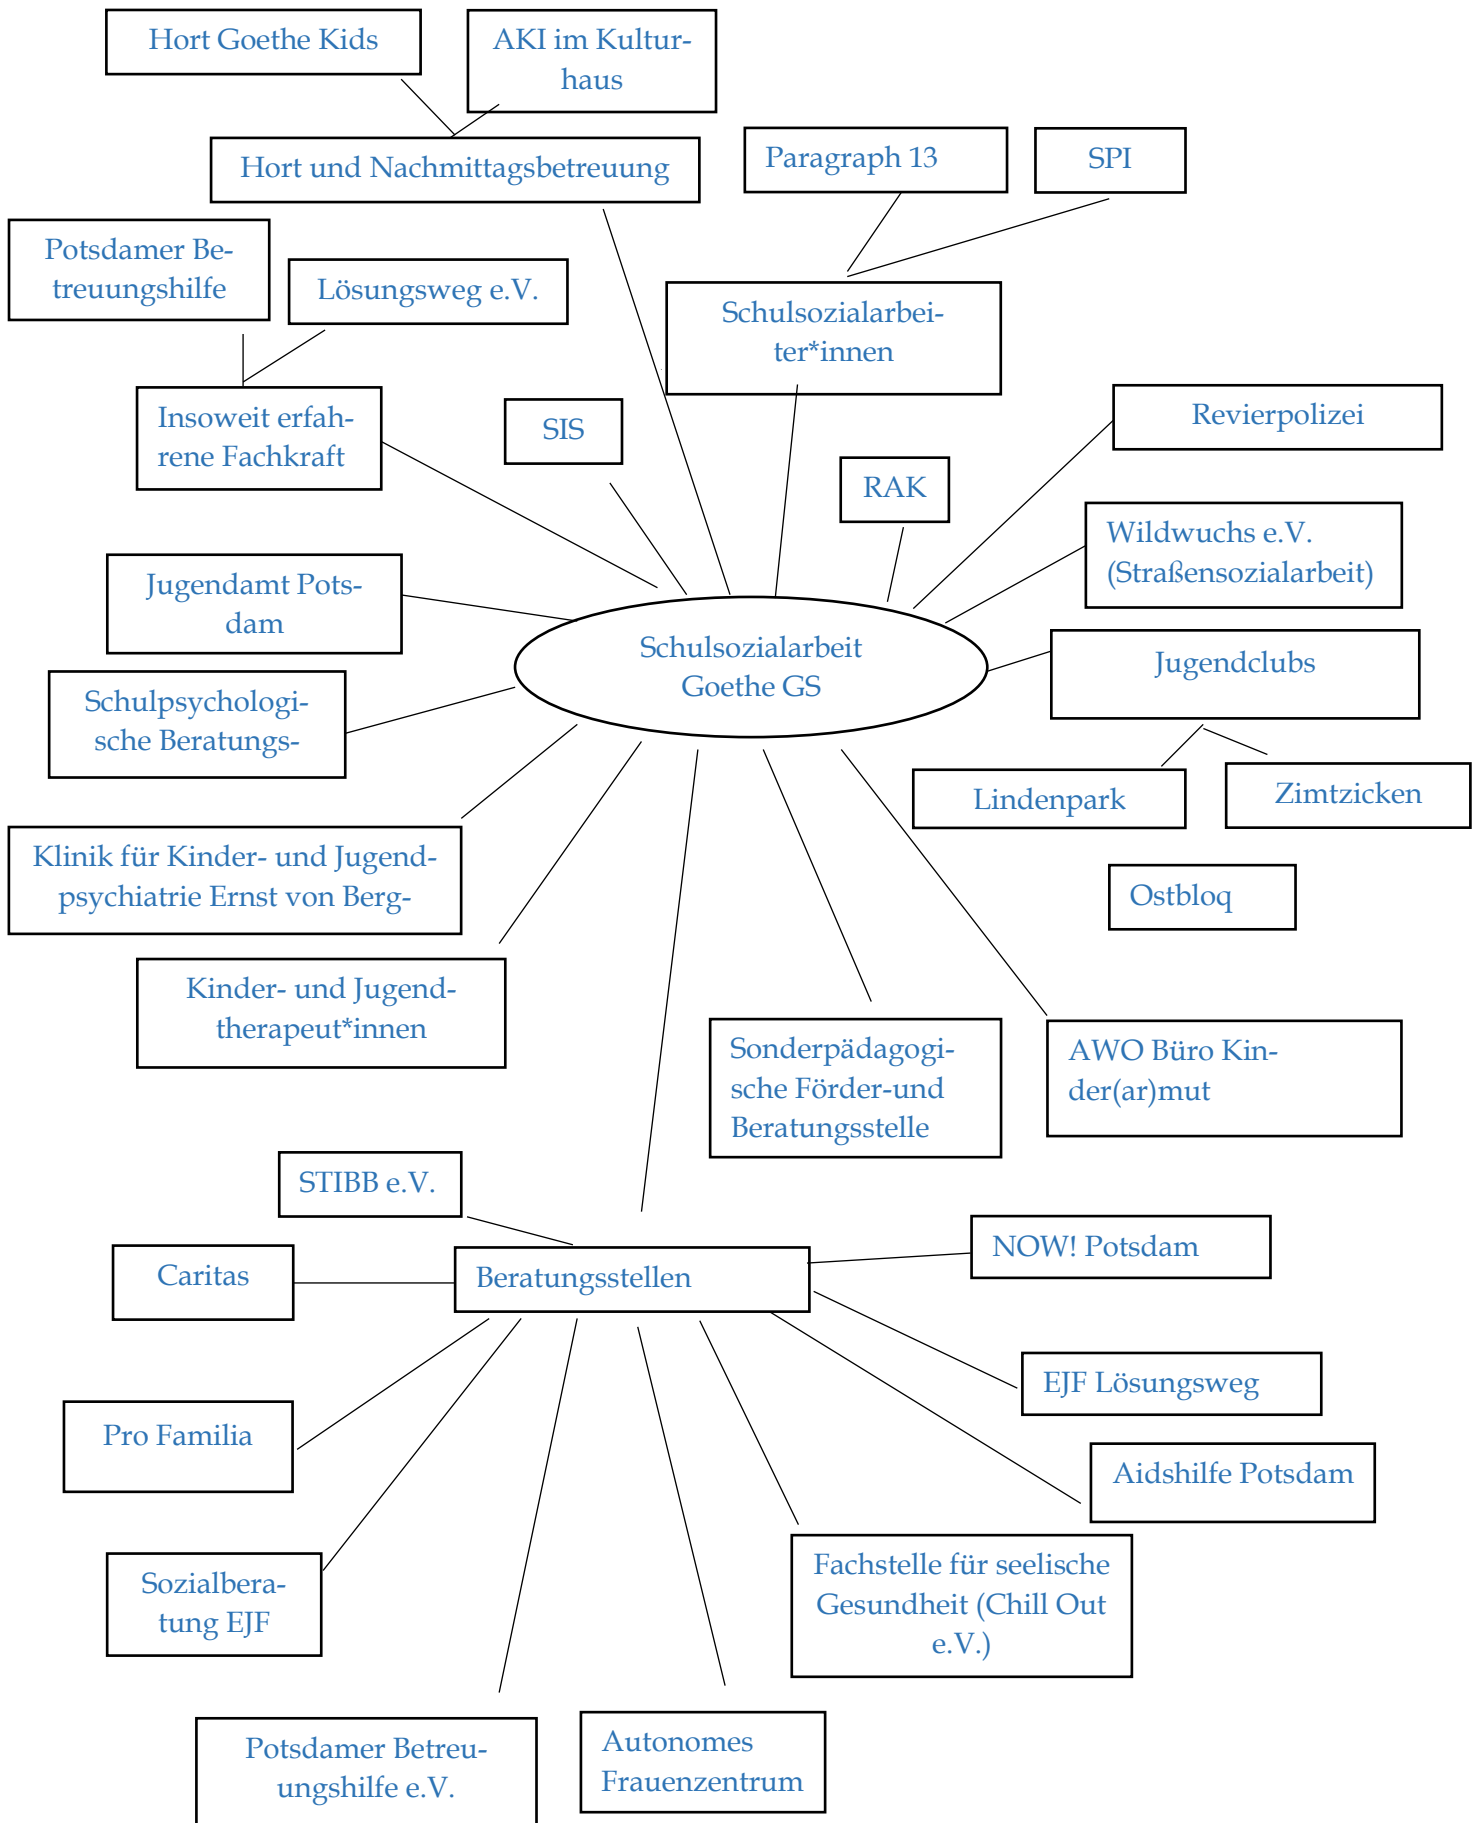 Hort Goethe Kids
AKI im Kultur-
haus
Hort und Nachmittagsbetreuung
Paragraph 13
SPI
Potsdamer Be-
treuungshilfe
Lösungsweg e.V.
Schulsozialarbei-
ter*innen
Insoweit erfah-
rene Fachkraft
SIS
Revierpolizei
RAK
Wildwuchs e.V.
(Straßensozialarbeit)
Jugendamt Pots-
dam
Schulsozialarbeit
Goethe GS
Jugendclubs
Schulpsychologi-
sche Beratungs-
Lindenpark
Zimtzicken
Klinik für Kinder- und Jugend-
psychiatrie Ernst von Berg-
Ostbloq
Kinder- und Jugend-
therapeut*innen
Sonderpädagogi-
sche Förder-und
Beratungsstelle
AWO Büro Kin-
der(ar)mut
STIBB e.V.
NOW! Potsdam
Caritas
Beratungsstellen
EJF Lösungsweg
Pro Familia
Aidshilfe Potsdam
Sozialbera-
tung EJF
Fachstelle für seelische
Gesundheit (Chill Out
e.V.)
Potsdamer Betreu-
ungshilfe e.V.
Autonomes
Frauenzentrum